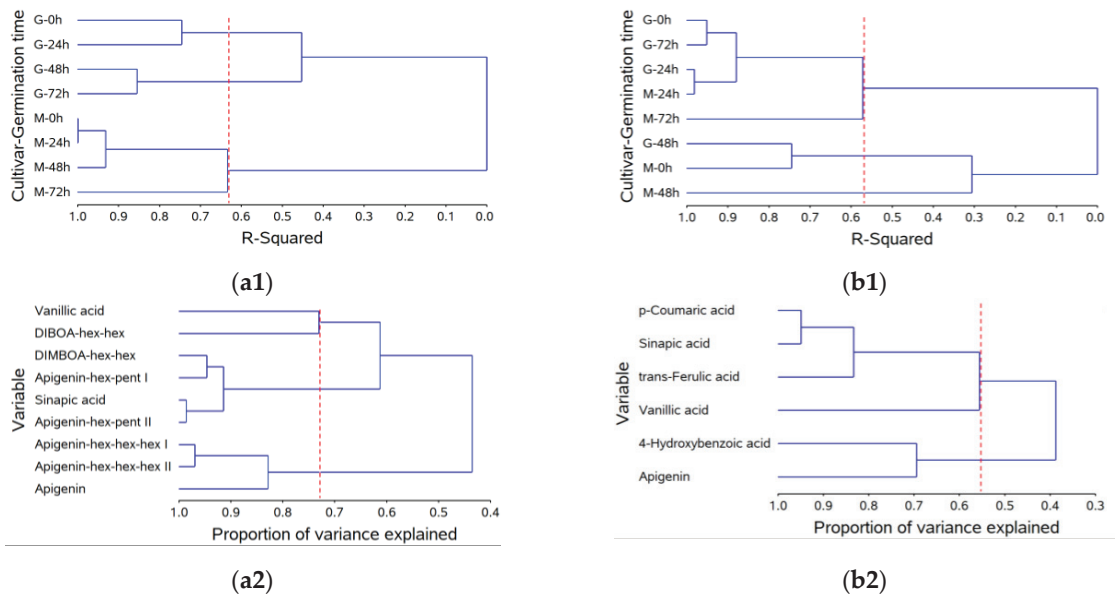 Cultivar-Germination time
G-0h
G-24h
G-48h
G-72h
M-0h
M-24h
M-48h
M-72h
1.0 0.9 0.8 0.7 0.6 0.5 0.4 0.3 0.2 0.1 0.0
R-Squared
(a1)
Cultivar-Germination time
G-0h
G-72h
G-24h
M-24h
M-72h
G-48h
M-0h
M-48h
1.0 0.9 0.8 0.7 0.6 0.5 0.4 0.3 0.2 0.1 0.0
R-Squared
(b1)
Variable
Vanillic acid
DIBOA-hex-hex
DIMBOA-hex-hex
Apigenin-hex-pent I
Sinapic acid
Apigenin-hex-pent II
Apigenin-hex-hex-hex I
Apigenin-hex-hex-hex II
Apigenin
1.0 0.9 0.8 0.7 0.6 0.5 0.4
Proportion of variance explained
(a2)
Variable
p-Coumaric acid
Sinapic acid
trans-Ferulic acid
Vanillic acid
4-Hydroxybenzoic acid
Apigenin
1.0 0.9 0.8 0.7 0.6 0.5 0.4 0.3
Proportion of variance explained
(b2)